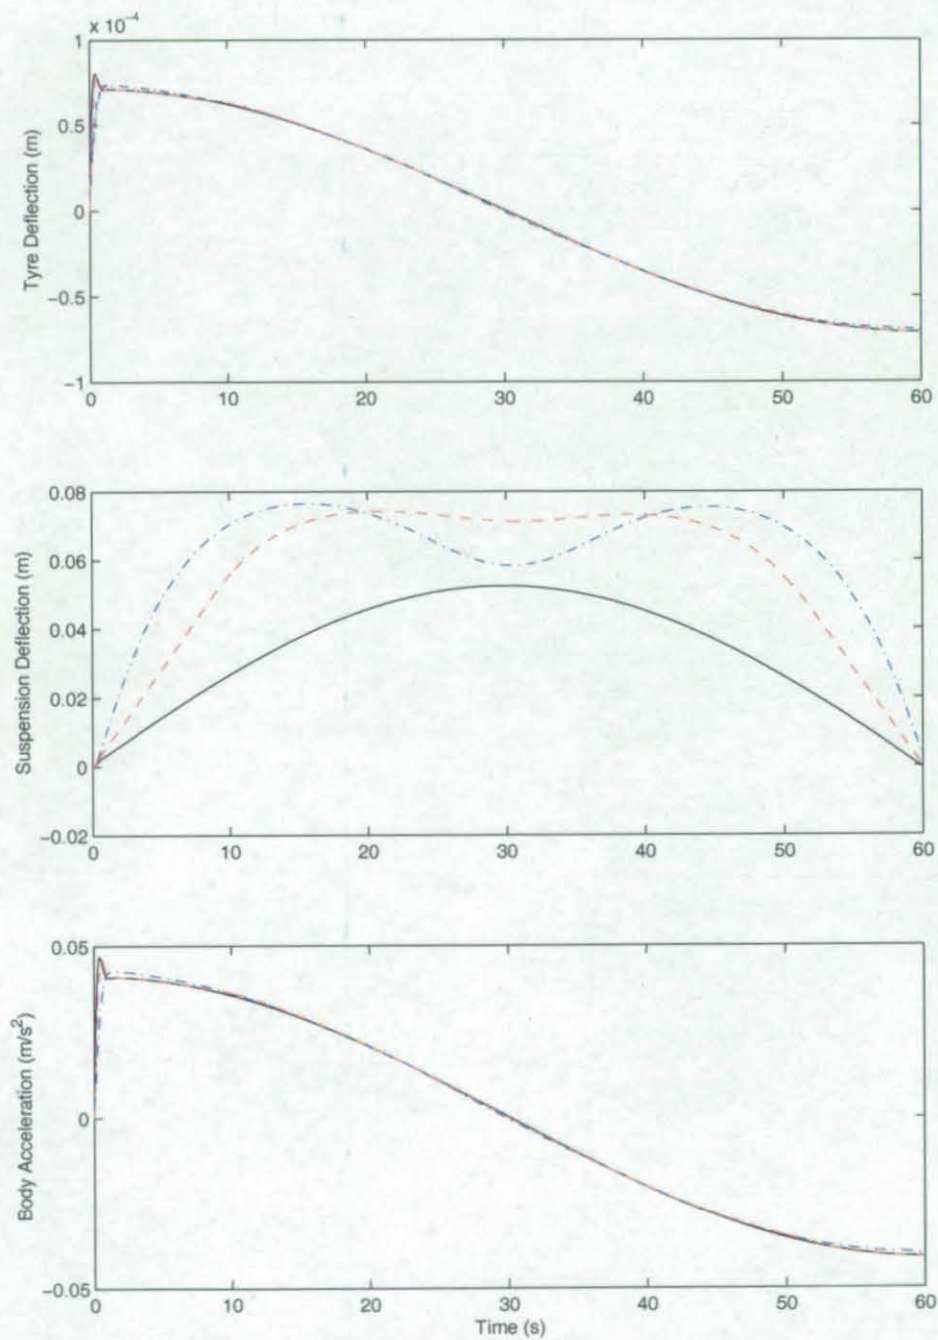 x 10⁻⁴
1
0.5
0
−0.5
−1
Tyre Deflection (m)
0 10 20 30 40 50 60
0.08
0.06
0.04
0.02
0
−0.02
Suspension Deflection (m)
0 10 20 30 40 50 60
0.05
0
−0.05
Body Acceleration (m/s²)
0 10 20 30 40 50 60
Time (s)